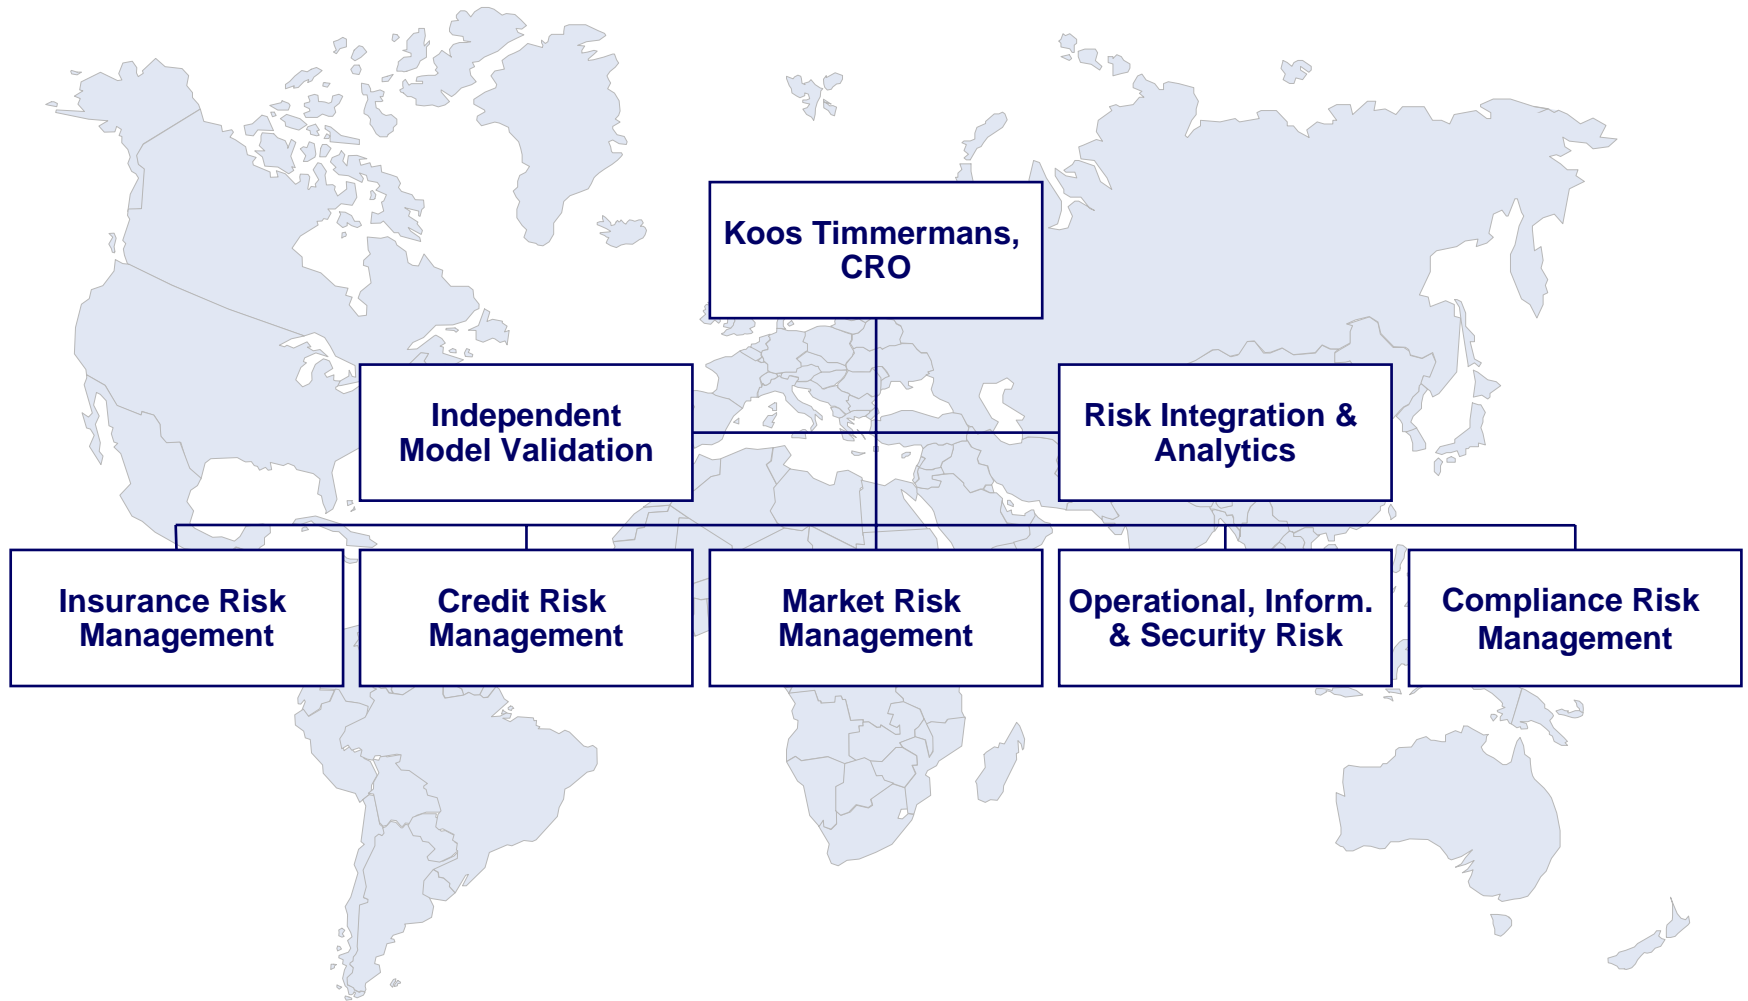 Koos Timmermans,
CRO
Independent
Model Validation
Risk Integration &
Analytics
Insurance Risk
Management
Credit Risk
Management
Market Risk
Management
Operational, Inform.
& Security Risk
Compliance Risk
Management